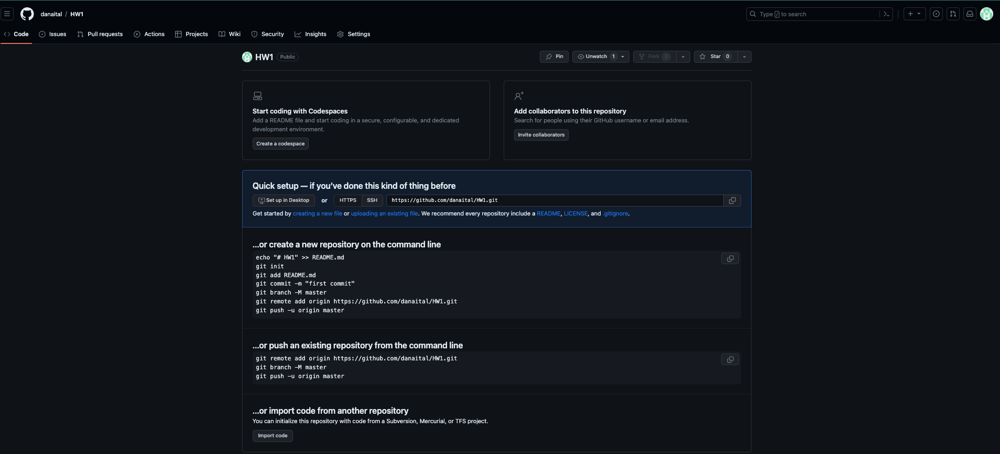 danaital / HW1
Type / to search
Code Issues Pull requests Actions Projects Wiki Security Insights Settings
HW1 Public
Pin Unwatch 1 Fork 0 Star 0
Start coding with Codespaces
Add a README file and start coding in a secure, configurable, and dedicated
development environment.
Create a codespace
Add collaborators to this repository
Search for people using their GitHub username or email address.
Invite collaborators
Quick setup — if you’ve done this kind of thing before
Set up in Desktop or HTTPS SSH https://github.com/danaital/HW1.git
Get started by creating a new file or uploading an existing file. We recommend every repository include a README, LICENSE, and .gitignore.
…or create a new repository on the command line
echo "# HW1" >> README.md
git init
git add README.md
git commit -m "first commit"
git branch -M master
git remote add origin https://github.com/danaital/HW1.git
git push -u origin master
…or push an existing repository from the command line
git remote add origin https://github.com/danaital/HW1.git
git branch -M master
git push -u origin master
…or import code from another repository
You can initialize this repository with code from a Subversion, Mercurial, or TFS project.
Import code